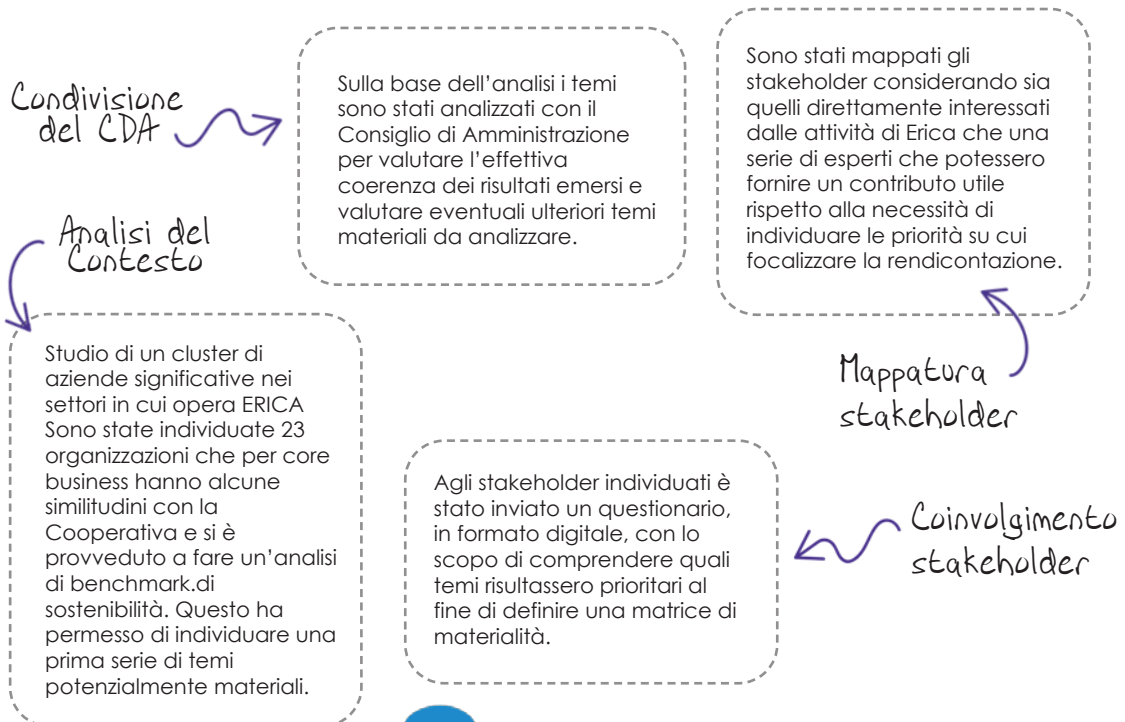 Condivisione
del CDA
Sulla base dell’analisi i temi
sono stati analizzati con il
Consiglio di Amministrazione
per valutare l’effettiva
coerenza dei risultati emersi e
valutare eventuali ulteriori temi
materiali da analizzare.
Sono stati mappati gli
stakeholder considerando sia
quelli direttamente interessati
dalle attività di Erica che una
serie di esperti che potessero
fornire un contributo utile
rispetto alla necessità di
individuare le priorità su cui
focalizzare la rendicontazione.
Analisi del
Contesto
Studio di un cluster di
aziende significative nei
settori in cui opera ERICA
Sono state individuate 23
organizzazioni che per core
business hanno alcune
similitudini con la
Cooperativa e si è
provveduto a fare un’analisi
di benchmark.di
sostenibilità. Questo ha
permesso di individuare una
prima serie di temi
potenzialmente materiali.
Mappatura
stakeholder
Agli stakeholder individuati è
stato inviato un questionario,
in formato digitale, con lo
scopo di comprendere quali
temi risultassero prioritari al
fine di definire una matrice di
materialità.
Coinvolgimento
stakeholder